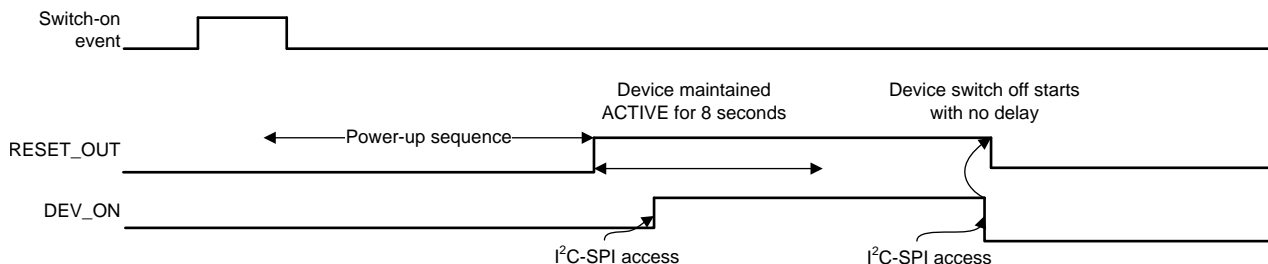 Switch-on
event
Device maintained
ACTIVE for 8 seconds
Device switch off starts
with no delay
Power-up sequence
RESET_OUT
DEV_ON
I²C-SPI access
I²C-SPI access